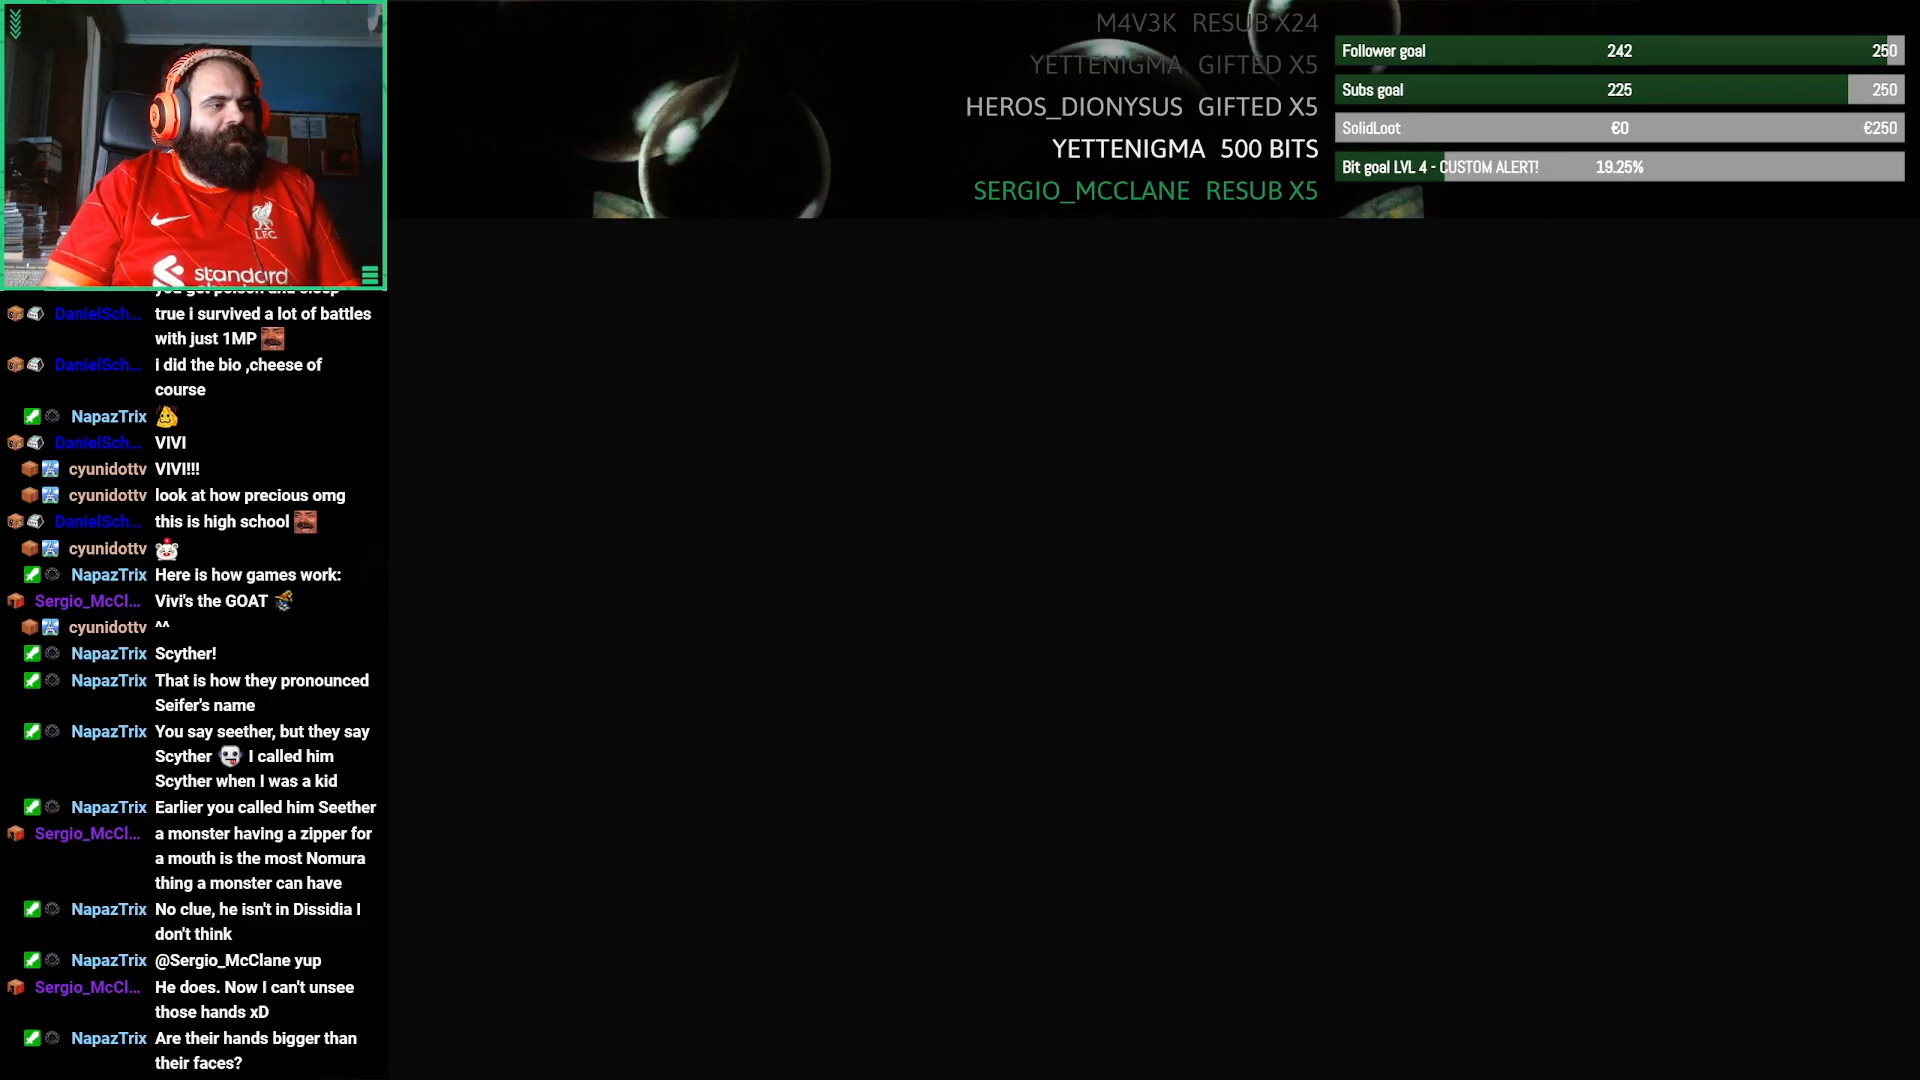 M4V3K RESUB X24
YETTENIGMA GIFTED X5
HEROS_DIONYSUS GIFTED X5
YETTENIGMA 500 BITS
SERGIO_MCCLANE RESUB X5
Follower goal 242 250
Subs goal 225 250
SolidLoot €0 €250
Bit goal LVL 4 - CUSTOM ALERT! 19.25%
L.F.C.
standard
DanielSch... true i survived a lot of battles
with just 1MP
DanielSch... i did the bio ,cheese of
course
NapazTrix
DanielSch... VIVI
cyunidottv VIVI!!!
cyunidottv look at how precious omg
DanielSch... this is high school
cyunidottv
NapazTrix Here is how games work:
Sergio_McCl... Vivi's the GOAT
cyunidottv ^^
NapazTrix Scyther!
NapazTrix That is how they pronounced
Seifer's name
NapazTrix You say seether, but they say
Scyther I called him
Scyther when I was a kid
NapazTrix Earlier you called him Seether
Sergio_McCl... a monster having a zipper for
a mouth is the most Nomura
thing a monster can have
NapazTrix No clue, he isn't in Dissidia I
don't think
NapazTrix @Sergio_McClane yup
Sergio_McCl... He does. Now I can't unsee
those hands xD
NapazTrix Are their hands bigger than
their faces?